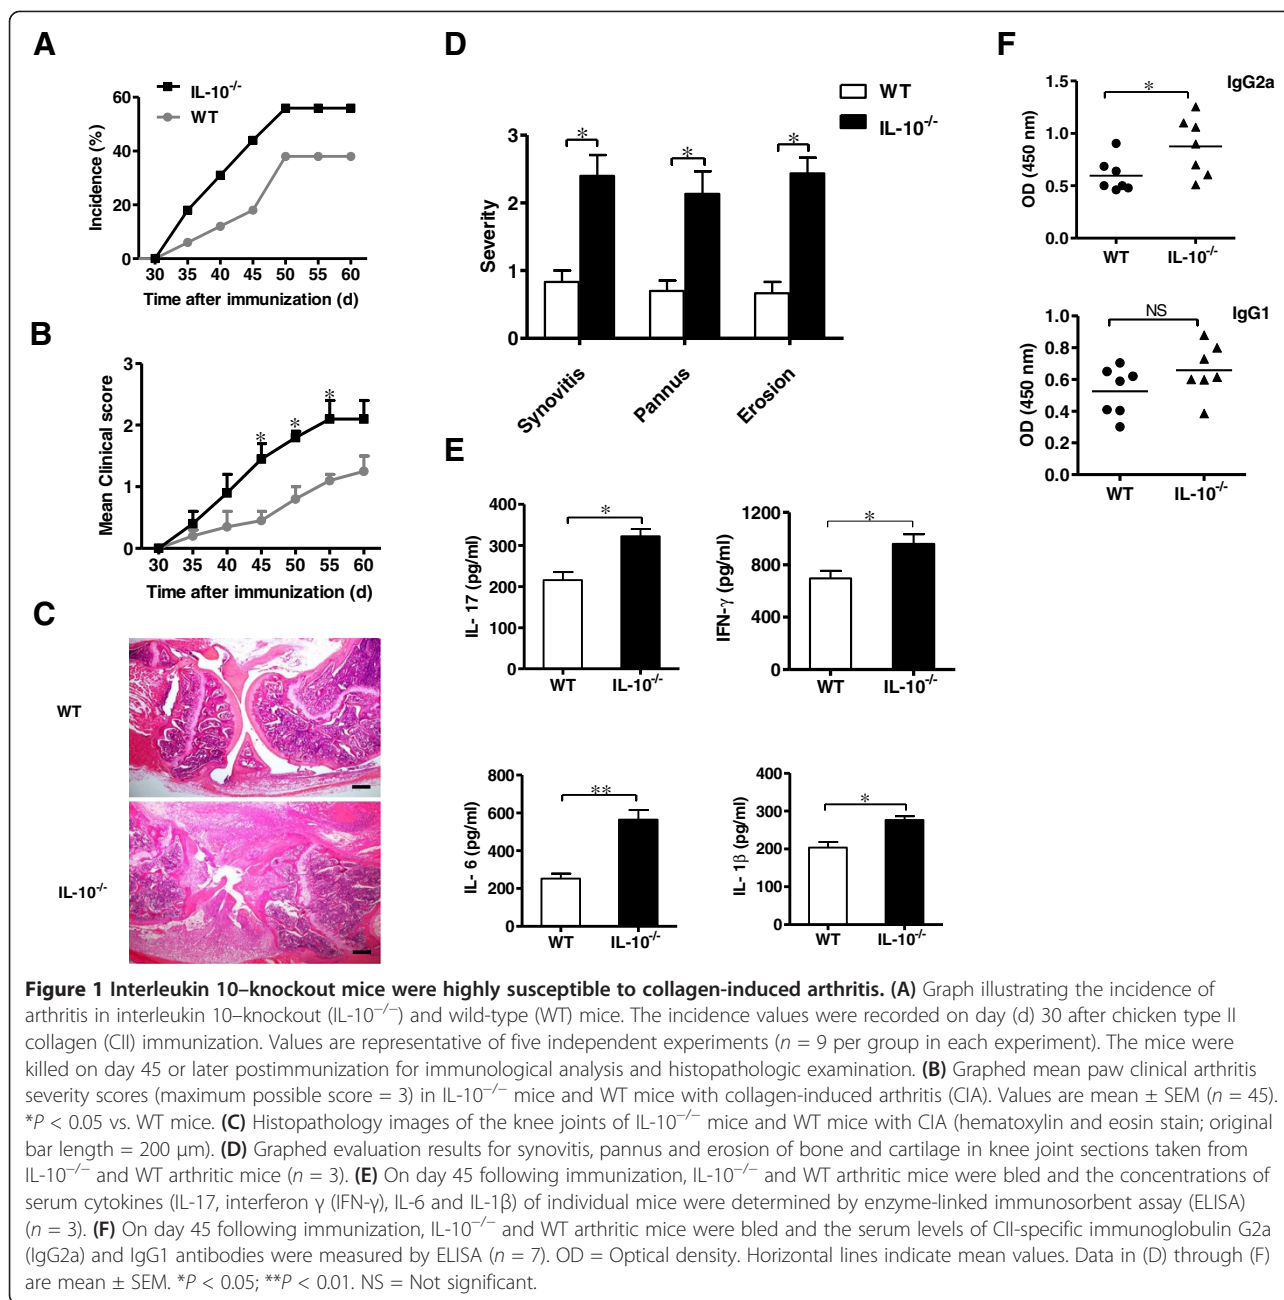 A
IL-10-/-
WT
Incidence (%)
60
40
20
0
30 35 40 45 50 55 60
Time after immunization (d)
B
Mean Clinical score
3
2
1
0
* * *
30 35 40 45 50 55 60
Time after immunization (d)
C
WT
IL-10-/-
D
WT
IL-10-/-
Severity
3
2
1
0
* * *
Synovitis Pannus Erosion
E
IL- 17 (pg/ml)
400
300
200
100
0
*
WT IL-10-/-
IFN-γ (pg/ml)
1200
800
400
0
*
WT IL-10-/-
IL- 6 (pg/ml)
800
600
400
200
0
**
WT IL-10-/-
IL- 1β (pg/ml)
400
300
200
100
0
*
WT IL-10-/-
F
IgG2a
OD (450 nm)
1.5
1.0
0.5
0.0
*
WT IL-10-/-
IgG1
OD (450 nm)
1.0
0.8
0.6
0.4
0.2
0.0
NS
WT IL-10-/-
Figure 1 Interleukin 10–knockout mice were highly susceptible to collagen-induced arthritis. (A) Graph illustrating the incidence of
arthritis in interleukin 10–knockout (IL-10−/−) and wild-type (WT) mice. The incidence values were recorded on day (d) 30 after chicken type II
collagen (CII) immunization. Values are representative of five independent experiments (n = 9 per group in each experiment). The mice were
killed on day 45 or later postimmunization for immunological analysis and histopathologic examination. (B) Graphed mean paw clinical arthritis
severity scores (maximum possible score = 3) in IL-10−/− mice and WT mice with collagen-induced arthritis (CIA). Values are mean ± SEM (n = 45).
*P < 0.05 vs. WT mice. (C) Histopathology images of the knee joints of IL-10−/− mice and WT mice with CIA (hematoxylin and eosin stain; original
bar length = 200 μm). (D) Graphed evaluation results for synovitis, pannus and erosion of bone and cartilage in knee joint sections taken from
IL-10−/− and WT arthritic mice (n = 3). (E) On day 45 following immunization, IL-10−/− and WT arthritic mice were bled and the concentrations of
serum cytokines (IL-17, interferon γ (IFN-γ), IL-6 and IL-1β) of individual mice were determined by enzyme-linked immunosorbent assay (ELISA)
(n = 3). (F) On day 45 following immunization, IL-10−/− and WT arthritic mice were bled and the serum levels of CII-specific immunoglobulin G2a
(IgG2a) and IgG1 antibodies were measured by ELISA (n = 7). OD = Optical density. Horizontal lines indicate mean values. Data in (D) through (F)
are mean ± SEM. *P < 0.05; **P < 0.01. NS = Not significant.